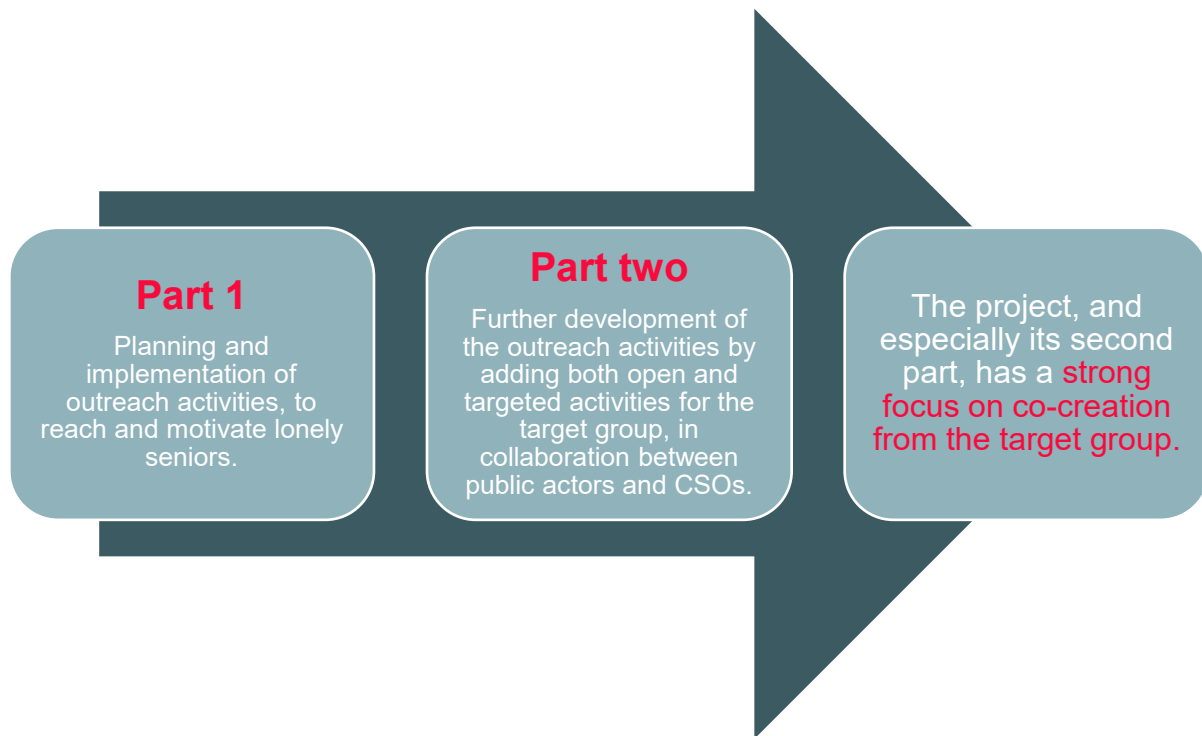 Part 1
Planning and
implementation of
outreach activities, to
reach and motivate lonely
seniors.
Part two
Further development of
the outreach activities by
adding both open and
targeted activities for the
target group, in
collaboration between
public actors and CSOs.
The project, and
especially its second
part, has a strong
focus on co-creation
from the target group.